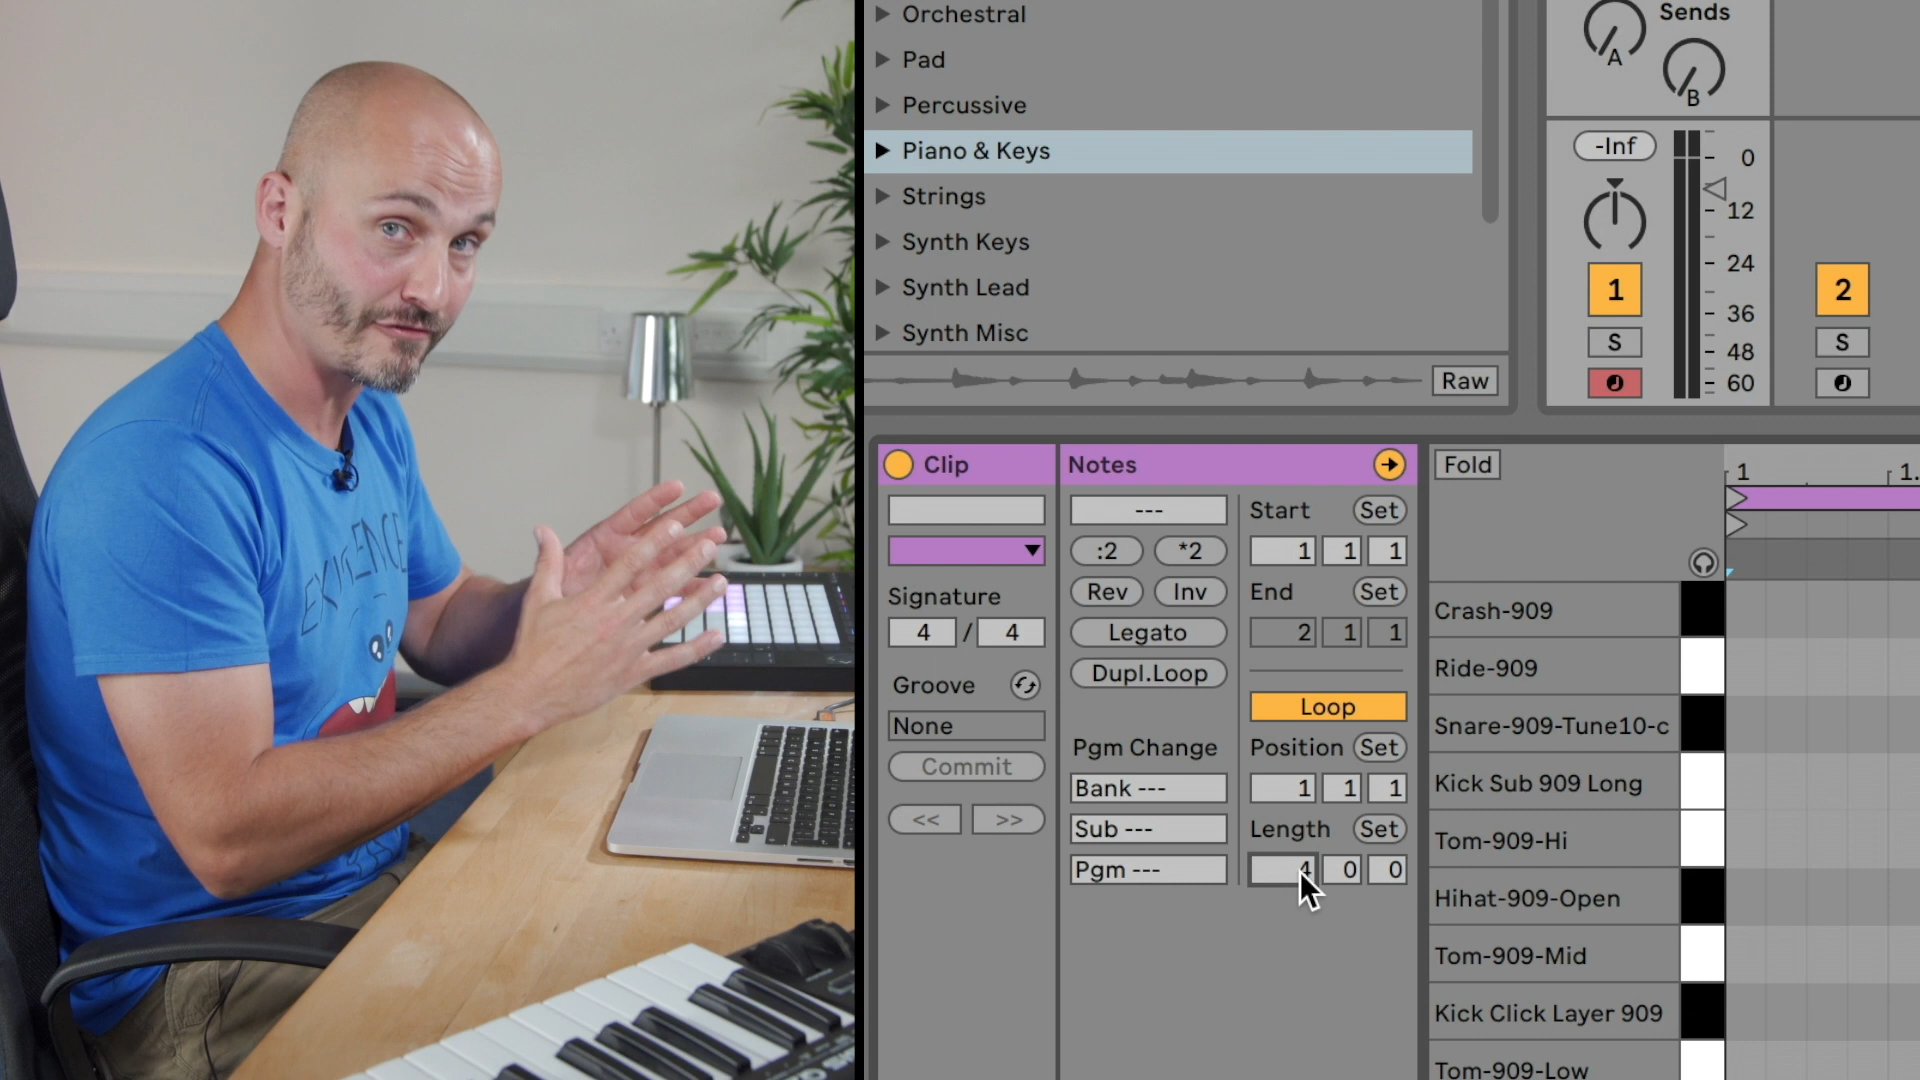 EXISTENCE
Orchestral
Pad
Percussive
Piano & Keys
Strings
Synth Keys
Synth Lead
Synth Misc
Raw
Sends
A
B
-Inf
0
12
24
36
48
60
1
S
2
S
Clip
Signature
4 / 4
Groove
None
Commit
<< >>
Notes
---
:2 *2
Rev Inv
Legato
Dupl.Loop
Pgm Change
Bank ---
Sub ---
Pgm ---
Start Set
1 1 1
End Set
2 1 1
Loop
Position Set
1 1 1
Length Set
4 0 0
Fold
1 1.
Crash-909
Ride-909
Snare-909-Tune10-c
Kick Sub 909 Long
Tom-909-Hi
Hihat-909-Open
Tom-909-Mid
Kick Click Layer 909
Tom-909-Low